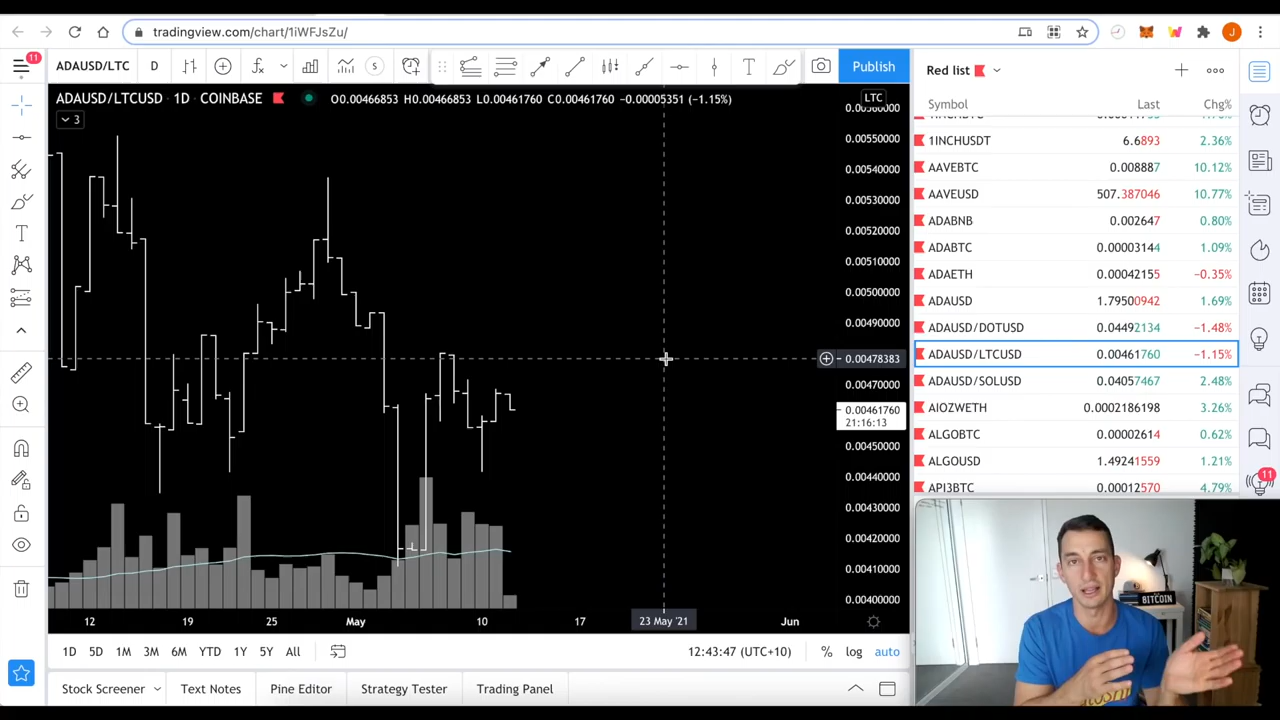 tradingview.com/chart/1iWFJsZu/
J
11
ADAUSD/LTC
D
S
Publish
Red list
ADAUSD/LTCUSD · 1D · COINBASE
O0.00466853 H0.00466853 L0.00461760 C0.00461760 −0.00005351 (−1.15%)
LTC
3
0.00560000
0.00550000
0.00540000
0.00530000
0.00520000
0.00510000
0.00500000
0.00490000
0.00478383
0.00470000
0.00461760
21:16:13
0.00450000
0.00440000
0.00430000
0.00420000
0.00410000
0.00400000
Symbol Last Chg%
1INCHUSDT 6.6893 2.36%
AAVEBTC 0.008887 10.12%
AAVEUSD 507.387046 10.77%
ADABNB 0.002647 0.80%
ADABTC 0.00003144 1.09%
ADAETH 0.00042155 −0.35%
ADAUSD 1.79500942 1.69%
ADAUSD/DOTUSD 0.04492134 −1.48%
ADAUSD/LTCUSD 0.00461760 −1.15%
ADAUSD/SOLUSD 0.04057467 2.48%
AIOZWETH 0.0002186198 3.26%
ALGOBTC 0.00002614 0.62%
ALGOUSD 1.49241559 1.21%
API3BTC 0.00012570 4.79%
11
12 19 25 May 10 17 23 May '21 Jun
1D 5D 1M 3M 6M YTD 1Y 5Y All
12:43:47 (UTC+10) % log auto
Stock Screener Text Notes Pine Editor Strategy Tester Trading Panel
BITCOIN